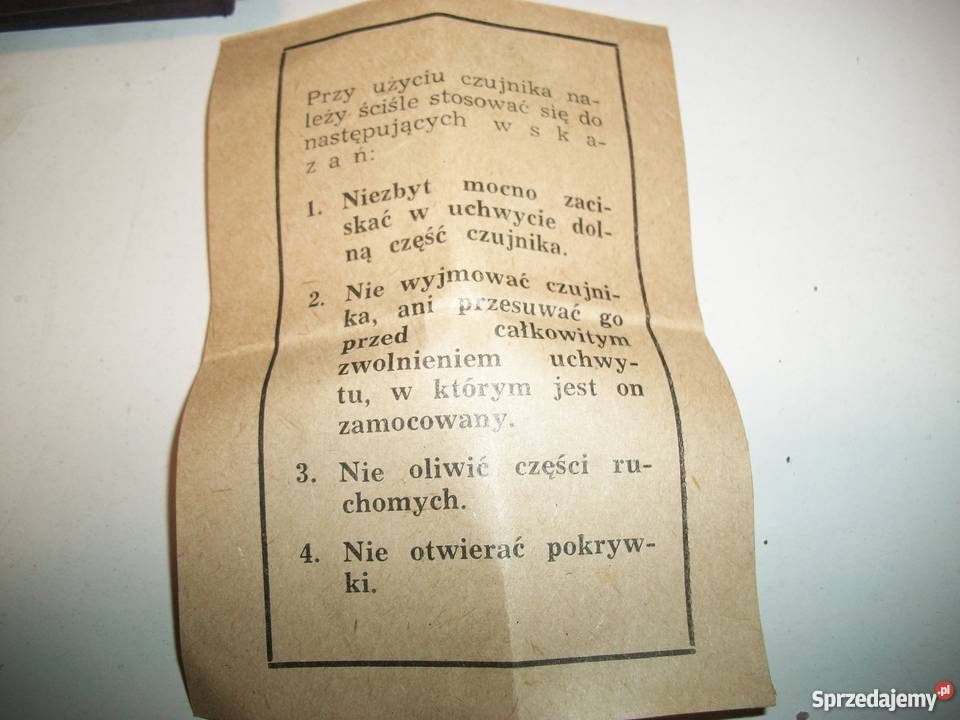 Przy użyciu czujnika na-
leży ściśle stosować się do
następujących w s k a-
z a ń:
1. Niezbyt mocno zaci-
skać w uchwycie dol-
ną część czujnika.
2. Nie wyjmować czujni-
ka, ani przesuwać go
przed całkowitym
zwolnieniem uchwy-
tu, w którym jest on
zamocowany.
3. Nie oliwić części ru-
chomych.
4. Nie otwierać pokryw-
ki.
Sprzedajemy.pl